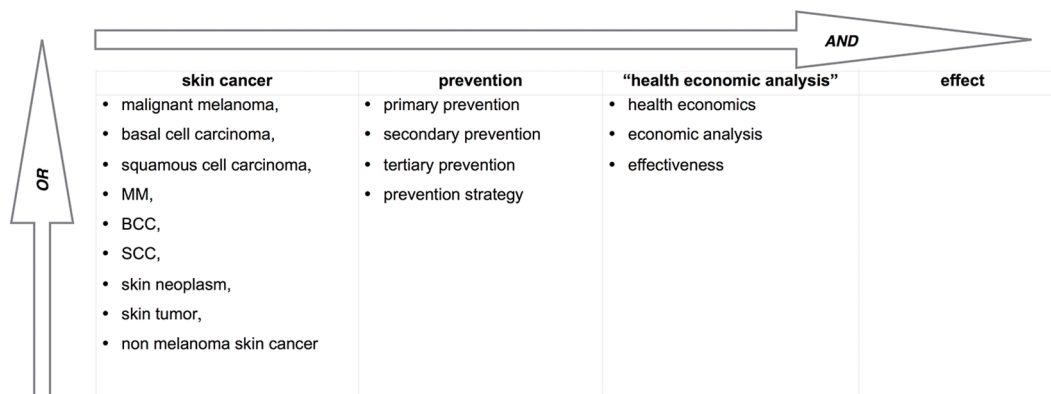 AND
OR
skin cancer
• malignant melanoma,
• basal cell carcinoma,
• squamous cell carcinoma,
• MM,
• BCC,
• SCC,
• skin neoplasm,
• skin tumor,
• non melanoma skin cancer
prevention
• primary prevention
• secondary prevention
• tertiary prevention
• prevention strategy
“health economic analysis”
• health economics
• economic analysis
• effectiveness
effect